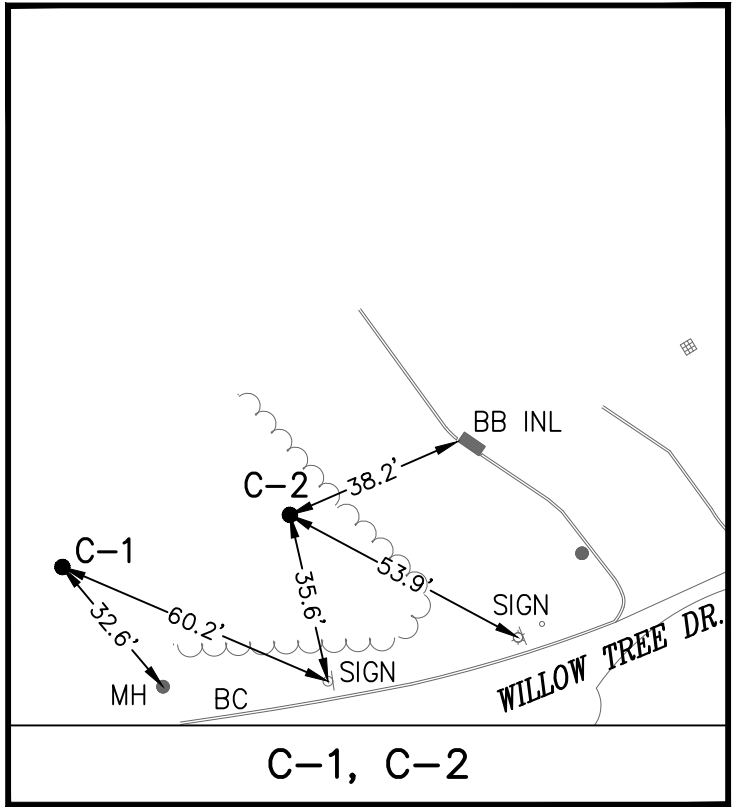 BB INL
C-2
38.2'
C-1
53.9'
35.6'
SIGN
32.6'
60.2'
WILLOW TREE DR.
SIGN
MH
BC
C-1, C-2